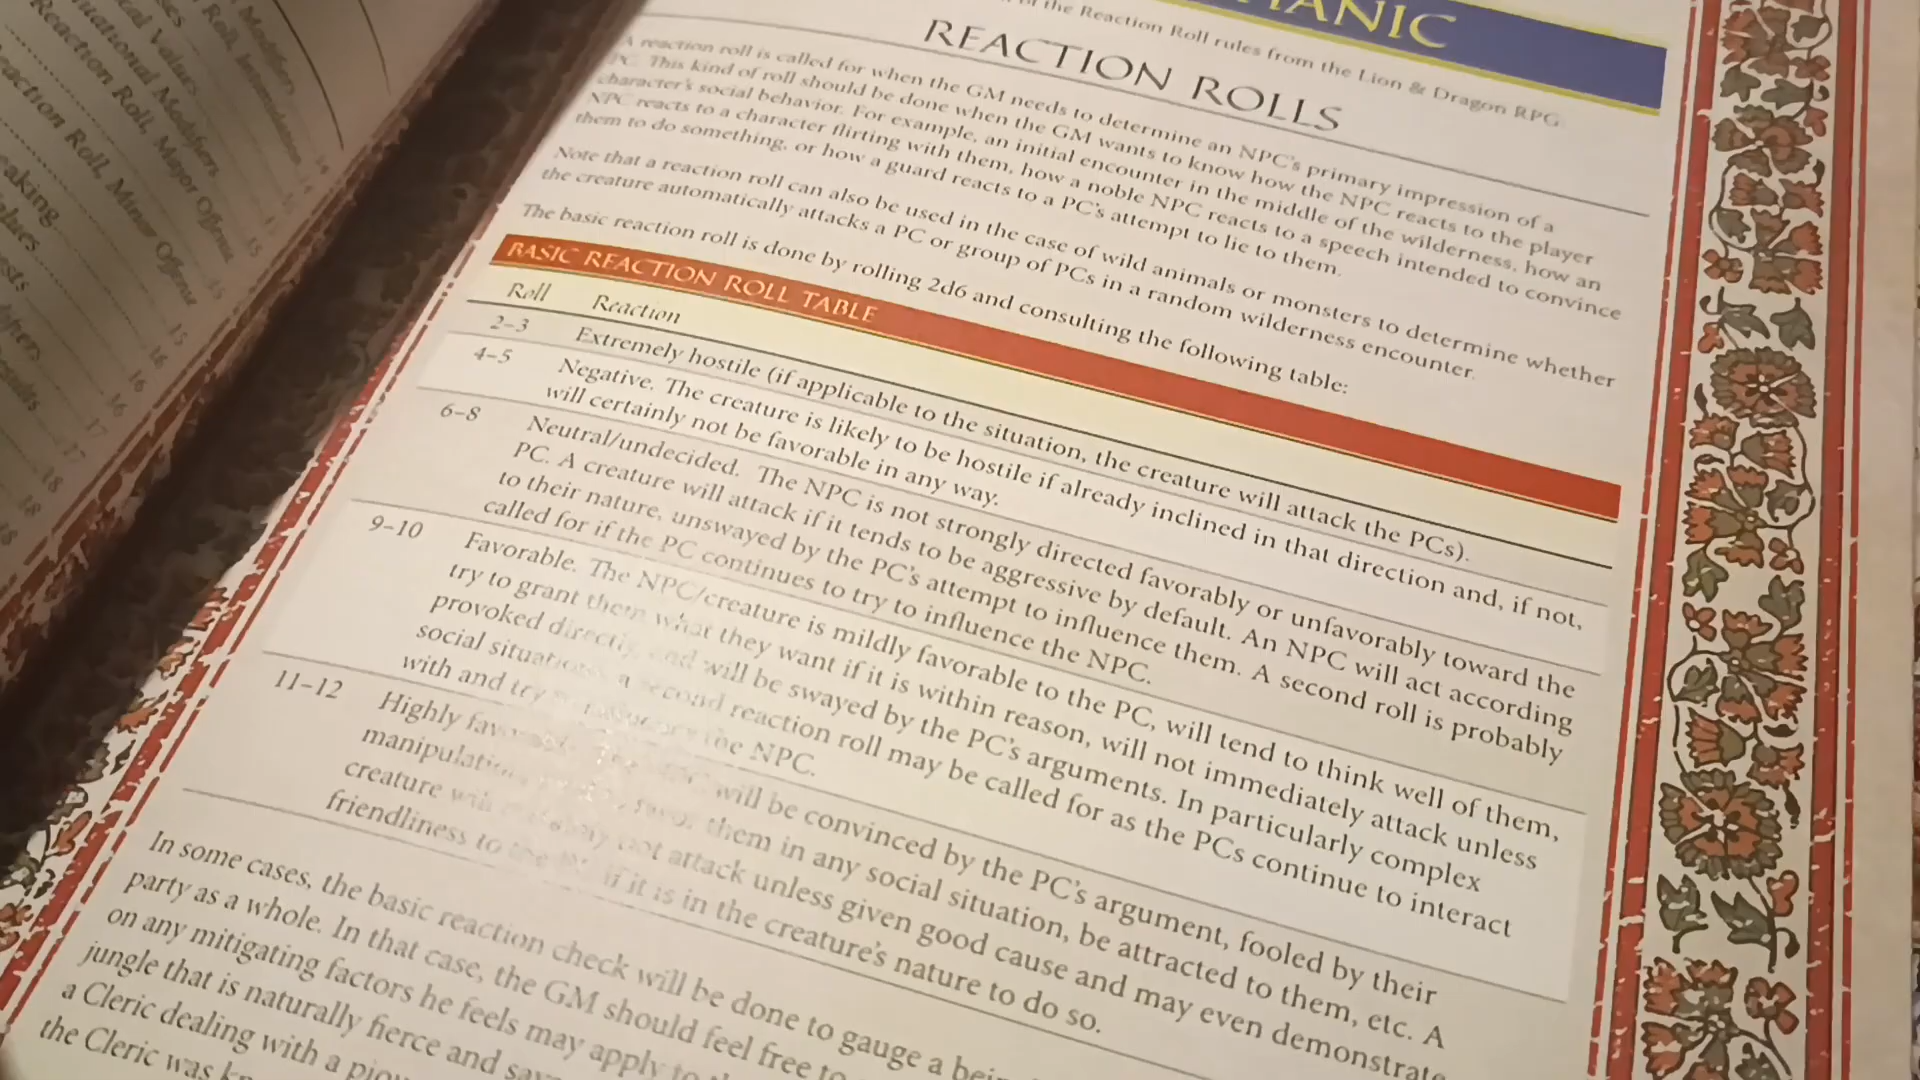 of the Reaction Roll rules from the Lion & Dragon RPG.
REACTION ROLLS
A reaction roll is called for when the GM needs to determine an NPC's primary impression of a
PC. This kind of roll should be done when the GM wants to know how the NPC reacts to the player
character's social behavior. For example, an initial encounter in the middle of the wilderness, how an
NPC reacts to a character flirting with them, how a noble NPC reacts to a speech intended to convince
them to do something, or how a guard reacts to a PC's attempt to lie to them.
Note that a reaction roll can also be used in the case of wild animals or monsters to determine whether
the creature automatically attacks a PC or group of PCs in a random wilderness encounter.
The basic reaction roll is done by rolling 2d6 and consulting the following table:
BASIC REACTION ROLL TABLE
Roll Reaction
2–3 Extremely hostile (if applicable to the situation, the creature will attack the PCs).
4–5 Negative. The creature is likely to be hostile if already inclined in that direction and, if not,
will certainly not be favorable in any way.
6–8 Neutral/undecided. The NPC is not strongly directed favorably or unfavorably toward the
PC. A creature will attack if it tends to be aggressive by default. An NPC will act according
to their nature, unswayed by the PC's attempt to influence them. A second roll is probably
called for if the PC continues to try to influence the NPC.
9–10 Favorable. The NPC/creature is mildly favorable to the PC, will tend to think well of them,
try to grant them what they want if it is within reason, will not immediately attack unless
provoked directly, and will be swayed by the PC's arguments. In particularly complex
social situations, a second reaction roll may be called for as the PCs continue to interact
with and try the NPC.
11–12 Highly will be convinced by the PC's argument, fooled by their
them in any social situation, be attracted to them, etc. A
creature not attack unless given good cause and may even demonstrate
friendliness to the if it is in the creature's nature to do so.
In some cases, the basic reaction check will be done to gauge a
party as a whole. In that case, the GM should feel free to
on any mitigating factors he feels may apply to
jungle that is naturally fierce and
a Cleric dealing with a
the Cleric was
Reaction Roll, Major Offense
Reaction Roll, Minor Offense